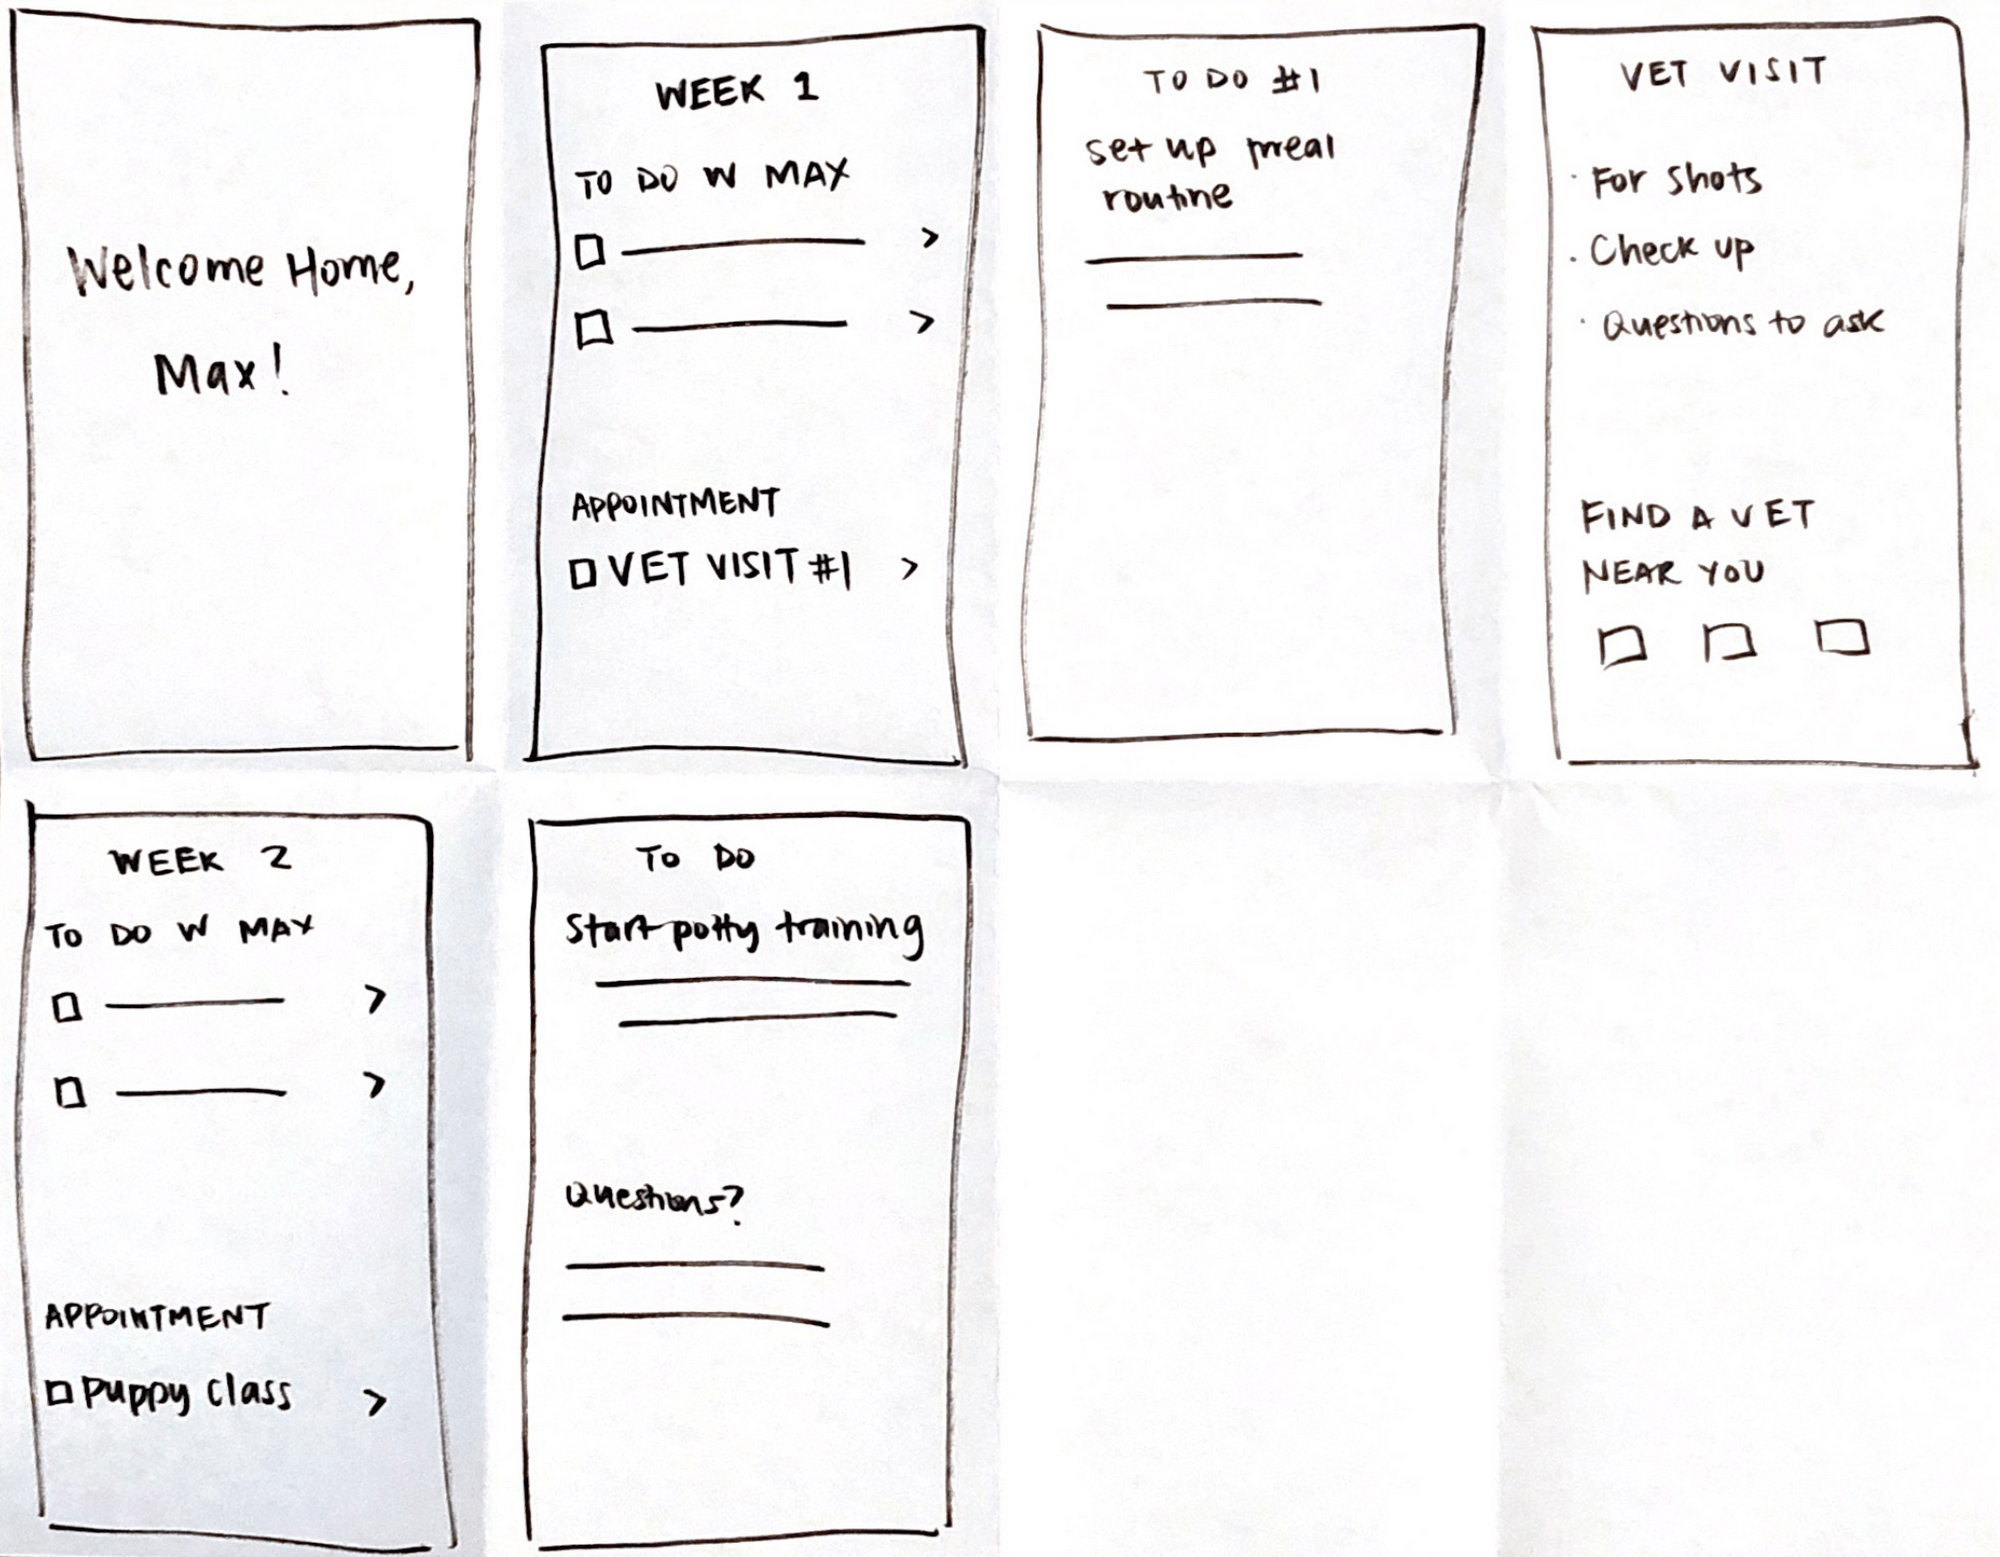 Welcome Home,
Max!
WEEK 1
TO DO W MAX
>
>
APPOINTMENT
VET VISIT #1 >
TO DO #1
set up meal
routine
VET VISIT
· For shots
· Check up
· Questions to ask
FIND A VET
NEAR YOU
WEEK 2
TO DO W MAX
>
>
APPOINTMENT
puppy class >
TO DO
Start potty training
Questions?